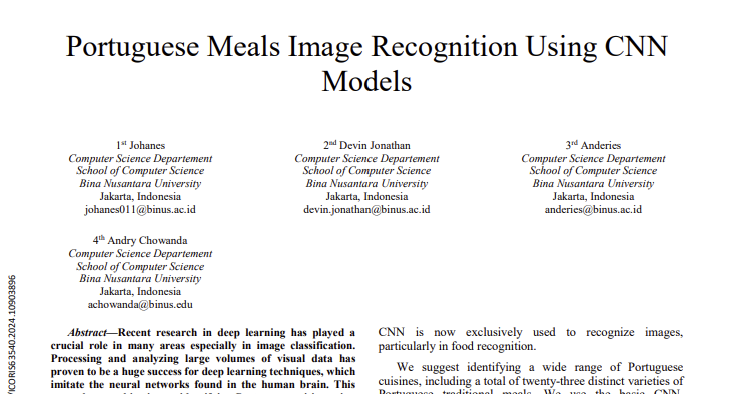 Portuguese Meals Image Recognition Using CNN
Models
1st Johanes
Computer Science Departement
School of Computer Science
Bina Nusantara University
Jakarta, Indonesia
johanes011@binus.ac.id
2nd Devin Jonathan
Computer Science Departement
School of Computer Science
Bina Nusantara University
Jakarta, Indonesia
devin.jonathan@binus.ac.id
3rd Anderies
Computer Science Departement
School of Computer Science
Bina Nusantara University
Jakarta, Indonesia
anderies@binus.ac.id
4th Andry Chowanda
Computer Science Departement
School of Computer Science
Bina Nusantara University
Jakarta, Indonesia
achowanda@binus.edu
Abstract—Recent research in deep learning has played a
crucial role in many areas especially in image classification.
Processing and analyzing large volumes of visual data has
proven to be a huge success for deep learning techniques, which
imitate the neural networks found in the human brain. This
CNN is now exclusively used to recognize images,
particularly in food recognition.
We suggest identifying a wide range of Portuguese
cuisines, including a total of twenty-three distinct varieties of
Portuguese traditional meals. We use the basic CNN,
/ICORIS63540.2024.10903896